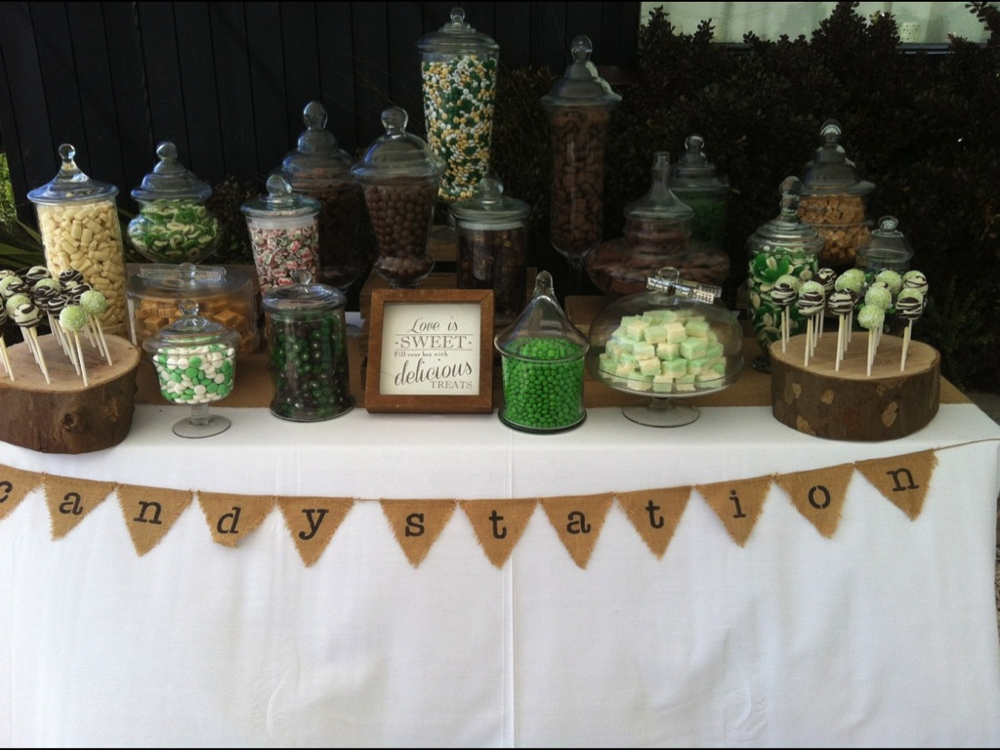 Love is
SWEET
Fill your box with
delicious
TREATS
candy station